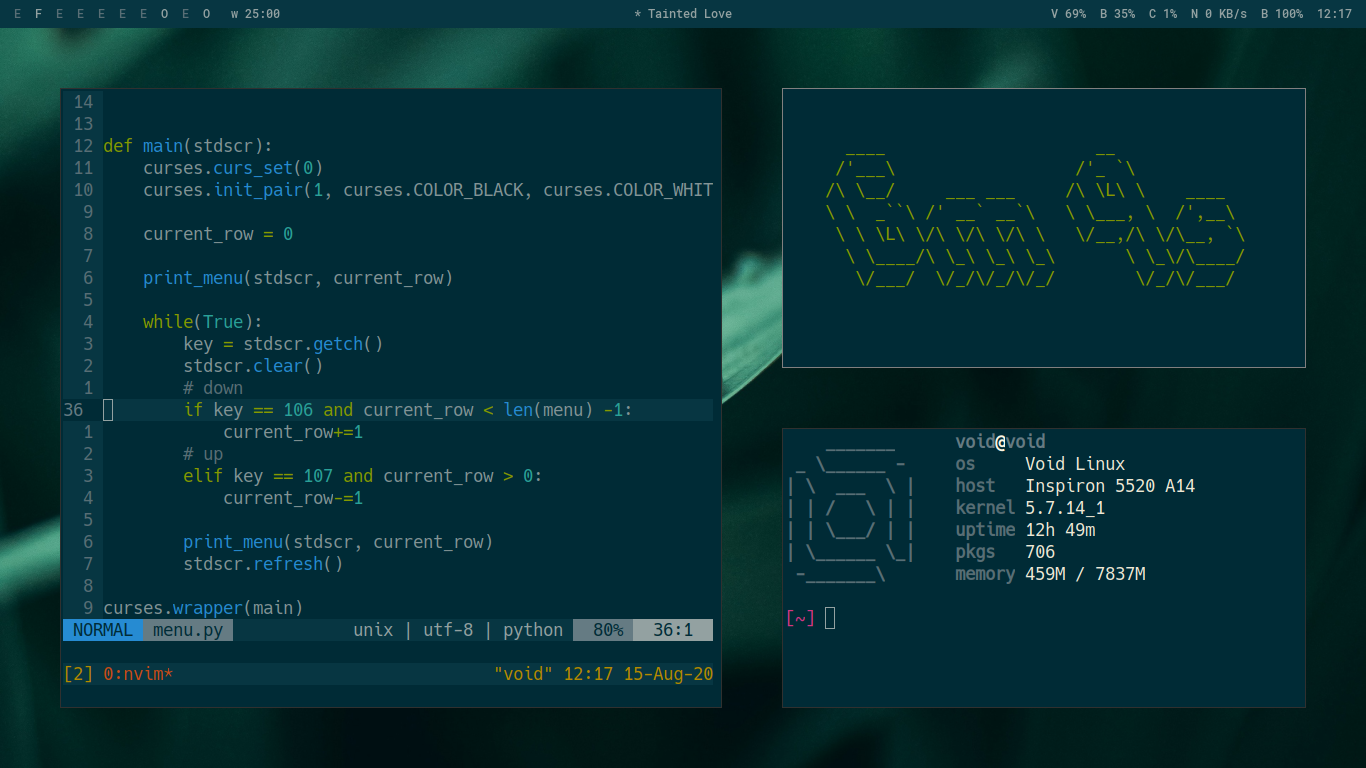 E F E E E E E O E O w 25:00
* Tainted Love
V 69% B 35% C 1% N 0 KB/s B 100% 12:17
14
13
12 def main(stdscr):
11     curses.curs_set(0)
10     curses.init_pair(1, curses.COLOR_BLACK, curses.COLOR_WHIT
9
8     current_row = 0
7
6     print_menu(stdscr, current_row)
5
4     while(True):
3         key = stdscr.getch()
2         stdscr.clear()
1         # down
36         if key == 106 and current_row < len(menu) -1:
1             current_row+=1
2         # up
3         elif key == 107 and current_row > 0:
4             current_row-=1
5
6         print_menu(stdscr, current_row)
7         stdscr.refresh()
8
9 curses.wrapper(main)
NORMAL menu.py unix | utf-8 | python 80% 36:1
[2] 0:nvim* "void" 12:17 15-Aug-20
void@void
os Void Linux
host Inspiron 5520 A14
kernel 5.7.14_1
uptime 12h 49m
pkgs 706
memory 459M / 7837M
[~]